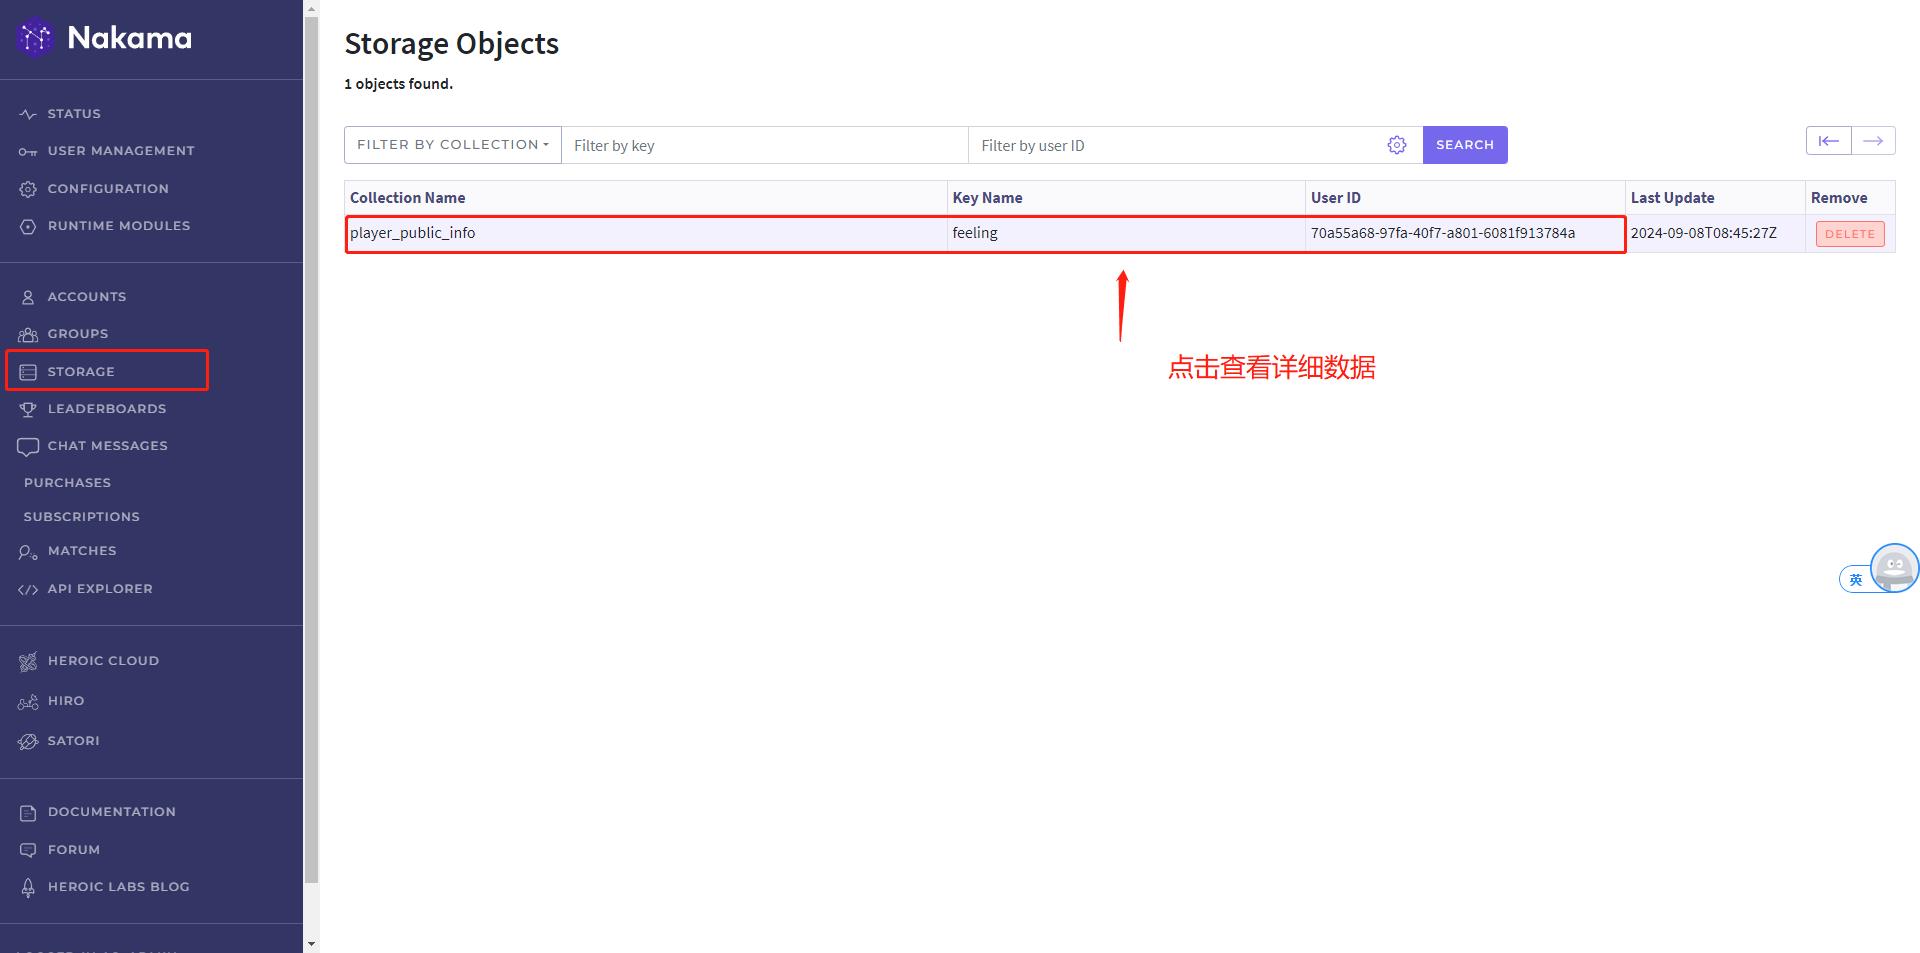 Nakama
STATUS
USER MANAGEMENT
CONFIGURATION
RUNTIME MODULES
ACCOUNTS
GROUPS
STORAGE
LEADERBOARDS
CHAT MESSAGES
PURCHASES
SUBSCRIPTIONS
MATCHES
API EXPLORER
HEROIC CLOUD
HIRO
SATORI
DOCUMENTATION
FORUM
HEROIC LABS BLOG
Storage Objects
1 objects found.
FILTER BY COLLECTION Filter by key Filter by user ID SEARCH
Collection Name Key Name User ID Last Update Remove
player_public_info feeling 70a55a68-97fa-40f7-a801-6081f913784a 2024-09-08T08:45:27Z DELETE
点击查看详细数据
英